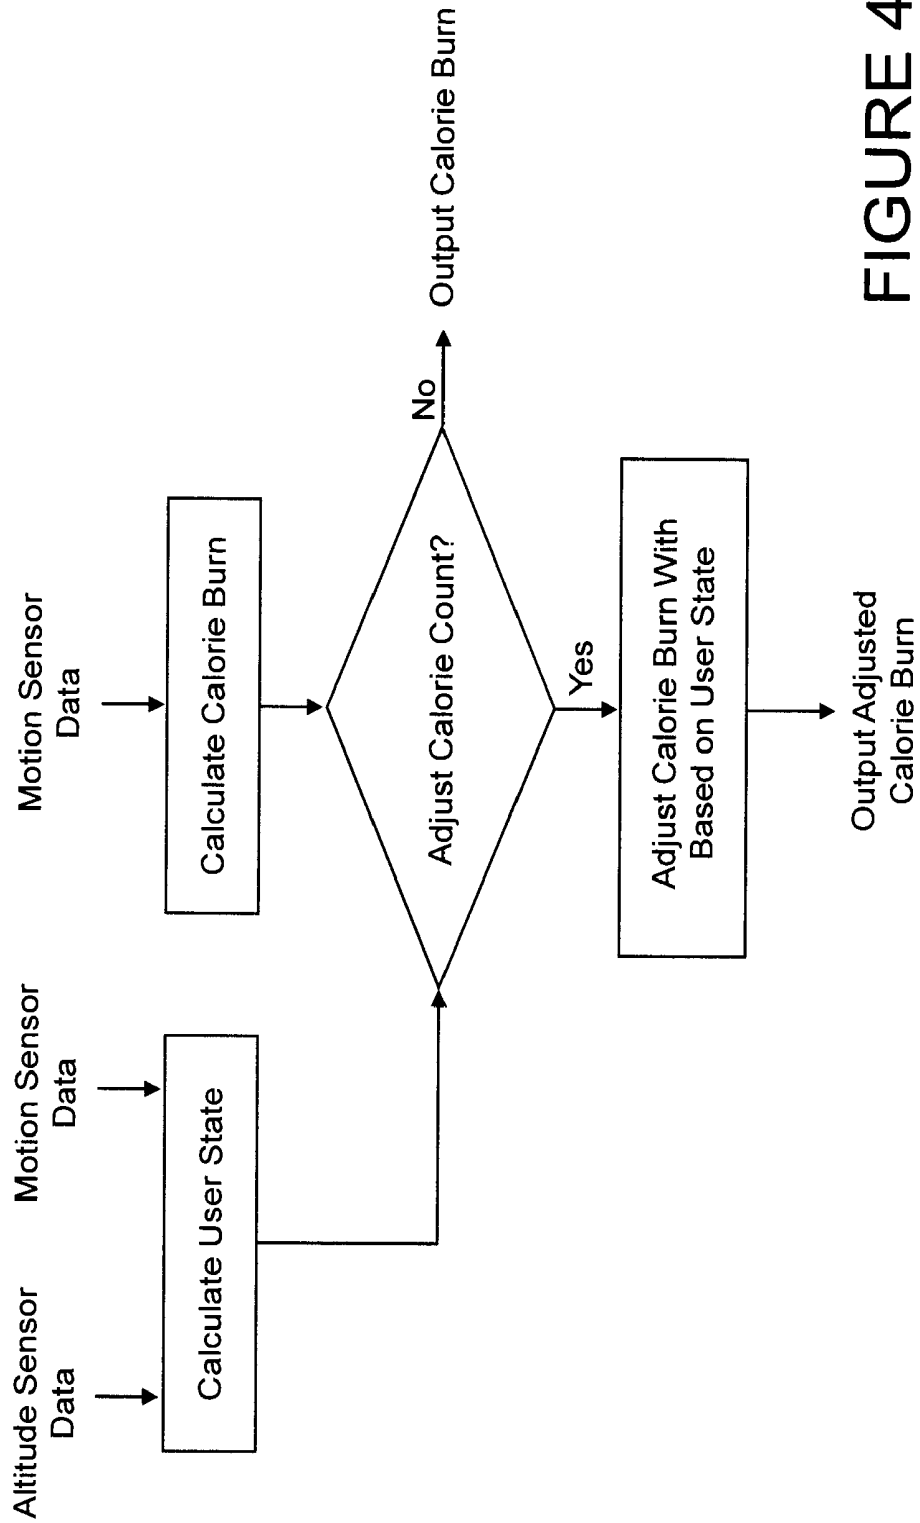 Altitude Sensor
Data
Motion Sensor
Data
Motion Sensor
Data
Calculate User State
Calculate Calorie Burn
Adjust Calorie Count?
No
Output Calorie Burn
Yes
Adjust Calorie Burn With
Based on User State
Output Adjusted
Calorie Burn
FIGURE 4